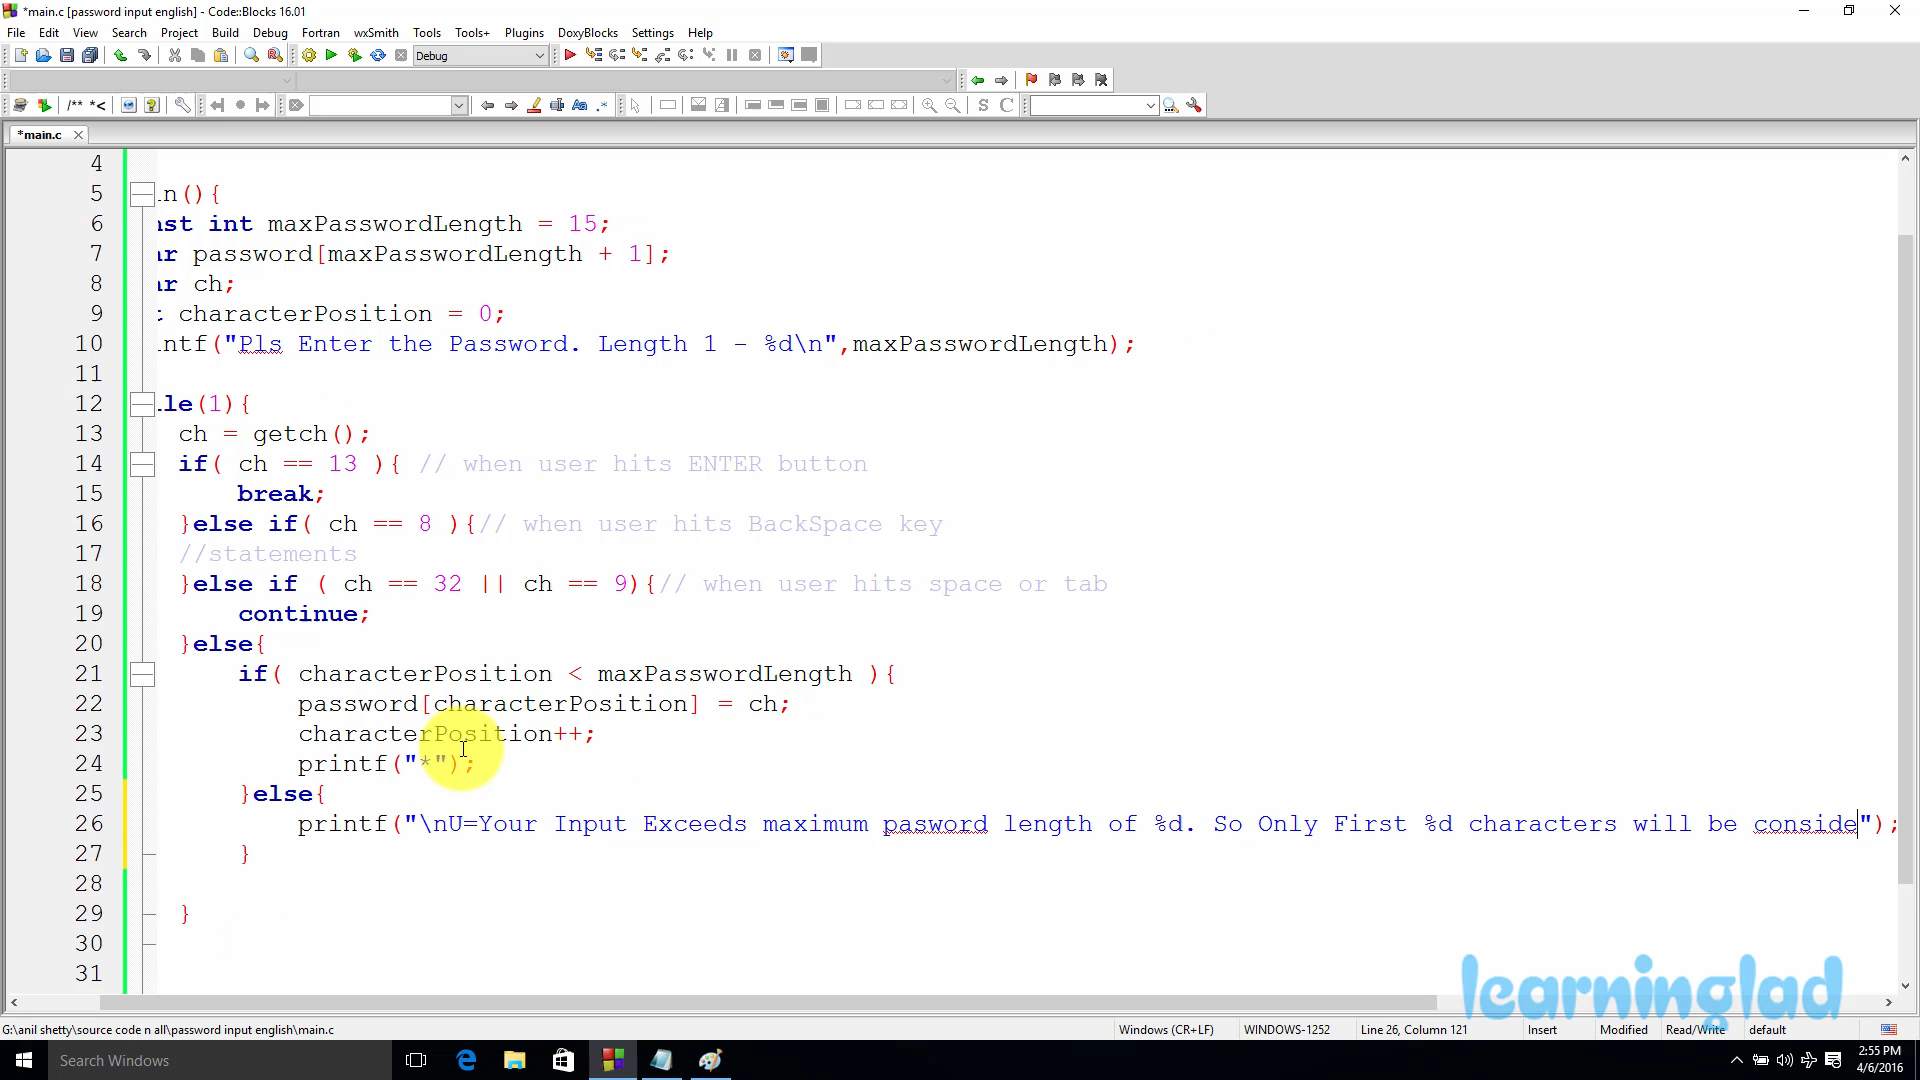 *main.c [password input english] - Code::Blocks 16.01
File Edit View Search Project Build Debug Fortran wxSmith Tools Tools+ Plugins DoxyBlocks Settings Help
Debug
/** *<
Aa .*
S C
*main.c
4
5 in(){
6 nst int maxPasswordLength = 15;
7 ar password[maxPasswordLength + 1];
8 ar ch;
9 t characterPosition = 0;
10 intf("Pls Enter the Password. Length 1 - %d\n",maxPasswordLength);
11
12 ile(1){
13 ch = getch();
14 if( ch == 13 ){ // when user hits ENTER button
15 break;
16 }else if( ch == 8 ){// when user hits BackSpace key
17 //statements
18 }else if ( ch == 32 || ch == 9){// when user hits space or tab
19 continue;
20 }else{
21 if( characterPosition < maxPasswordLength ){
22 password[characterPosition] = ch;
23 characterPosition++;
24 printf("*");
25 }else{
26 printf("\nU=Your Input Exceeds maximum pasword length of %d. So Only First %d characters will be conside");
27 }
28
29 }
30
31
learninglad
G:\anil shetty\source code n all\password input english\main.c Windows (CR+LF) WINDOWS-1252 Line 26, Column 121 Insert Modified Read/Write default
Search Windows
2:55 PM
4/6/2016